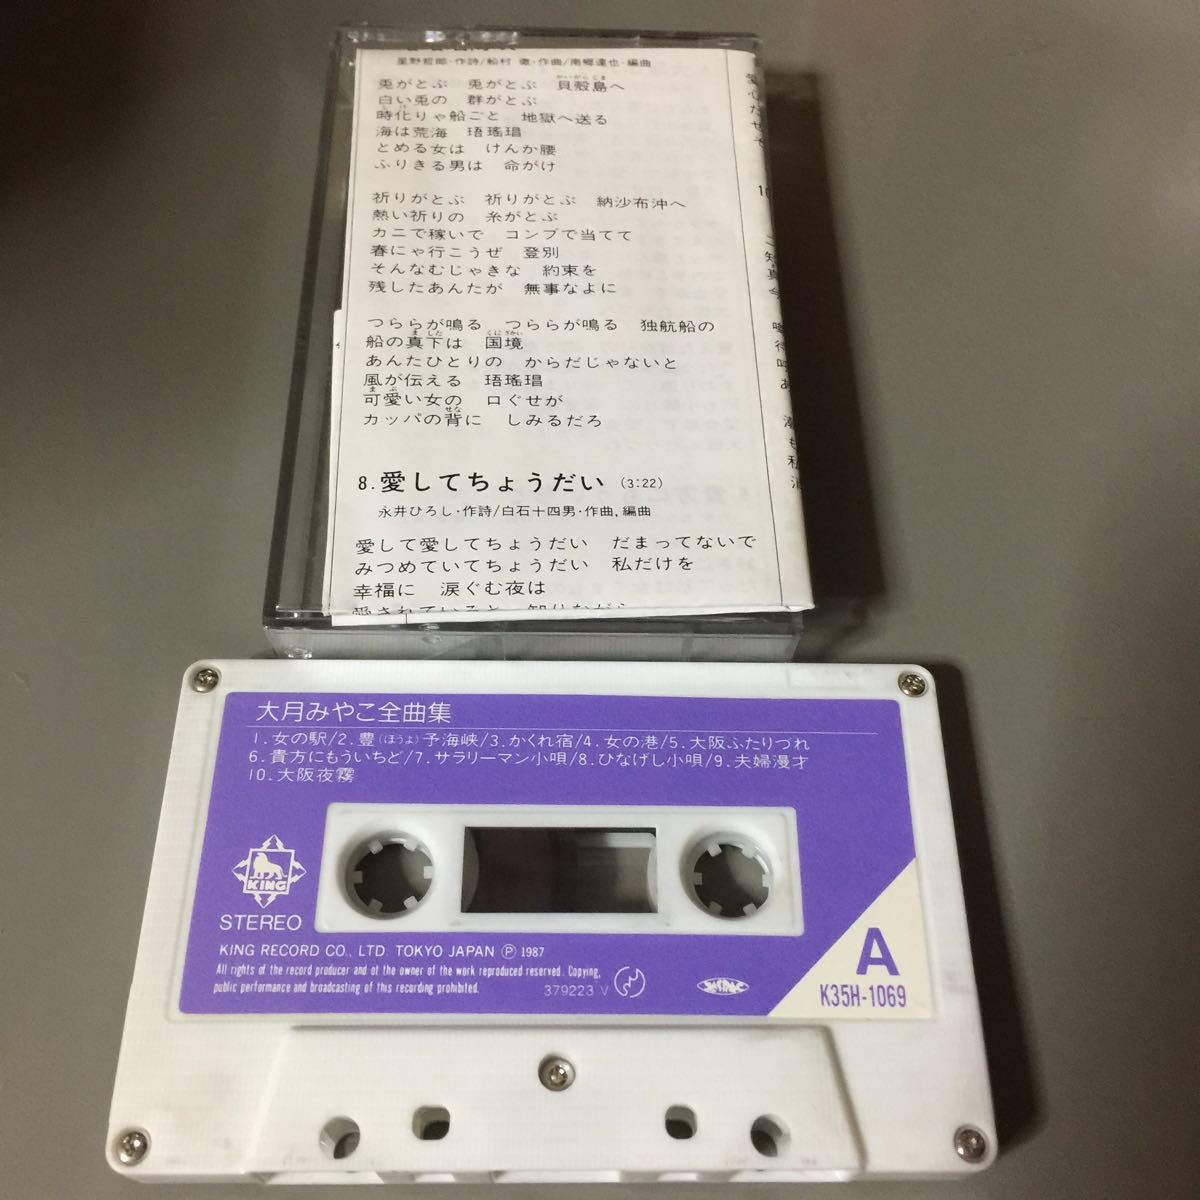 星野哲郎・作詩/船村 徹・作曲/南郷達也・編曲
兎がとぶ 兎がとぶ 貝殻島へ
白い兎の 群がとぶ
時化りゃ船ごと 地獄へ送る
海は荒海 珸瑤瑁
とめる女は けんか腰
ふりきる男は 命がけ
祈りがとぶ 祈りがとぶ 納沙布沖へ
熱い祈りの 糸がとぶ
カニで稼いで コンブで当てて
春にゃ行こうぜ 登別
そんなむじゃきな 約束を
残したあんたが 無事なよに
つららが鳴る つららが鳴る 独航船の
船の真下は 国境
あんたひとりの からだじゃないと
風が伝える 珸瑤瑁
可愛い女の 口ぐせが
カッパの背に しみるだろ
8.愛してちょうだい (3:22)
永井ひろし・作詩/白石十四男・作曲,編曲
愛して愛してちょうだい だまってないで
みつめていてちょうだい 私だけを
幸福に 涙ぐむ夜は
愛されていると 知りながら
大月みやこ全曲集
1. 女の駅/2. 豊(ほうよ)予海峡/3. かくれ宿/4. 女の港/5. 大阪ふたりづれ
6. 貴方にもういちど/7. サラリーマン小唄/8. ひなげし小唄/9. 夫婦漫才
10. 大阪夜霧
KING
STEREO
KING RECORD CO., LTD. TOKYO JAPAN Ⓟ 1987
All rights of the record producer and of the owner of the work reproduced reserved. Copying,
public performance and broadcasting of this recording prohibited.
379223 V
JASRAC
A
K35H-1069